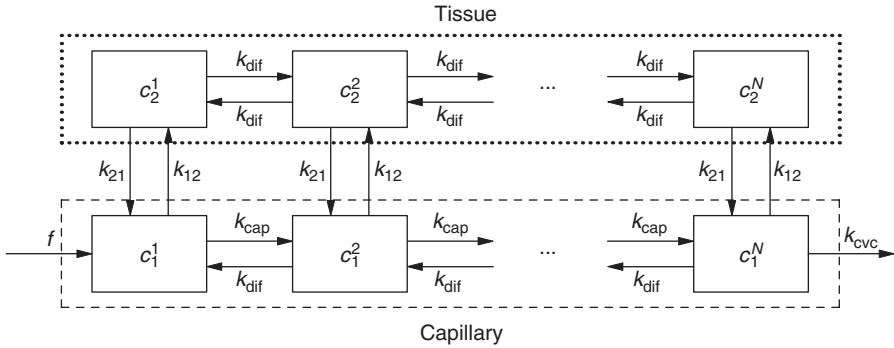 Tissue
k_dif k_dif k_dif
c_2^1 c_2^2 ... c_2^N
k_dif k_dif k_dif
k_21 k_12 k_21 k_12 k_21 k_12
k_cap k_cap k_cap k_cvc
f c_1^1 c_1^2 ... c_1^N
k_dif k_dif k_dif
Capillary